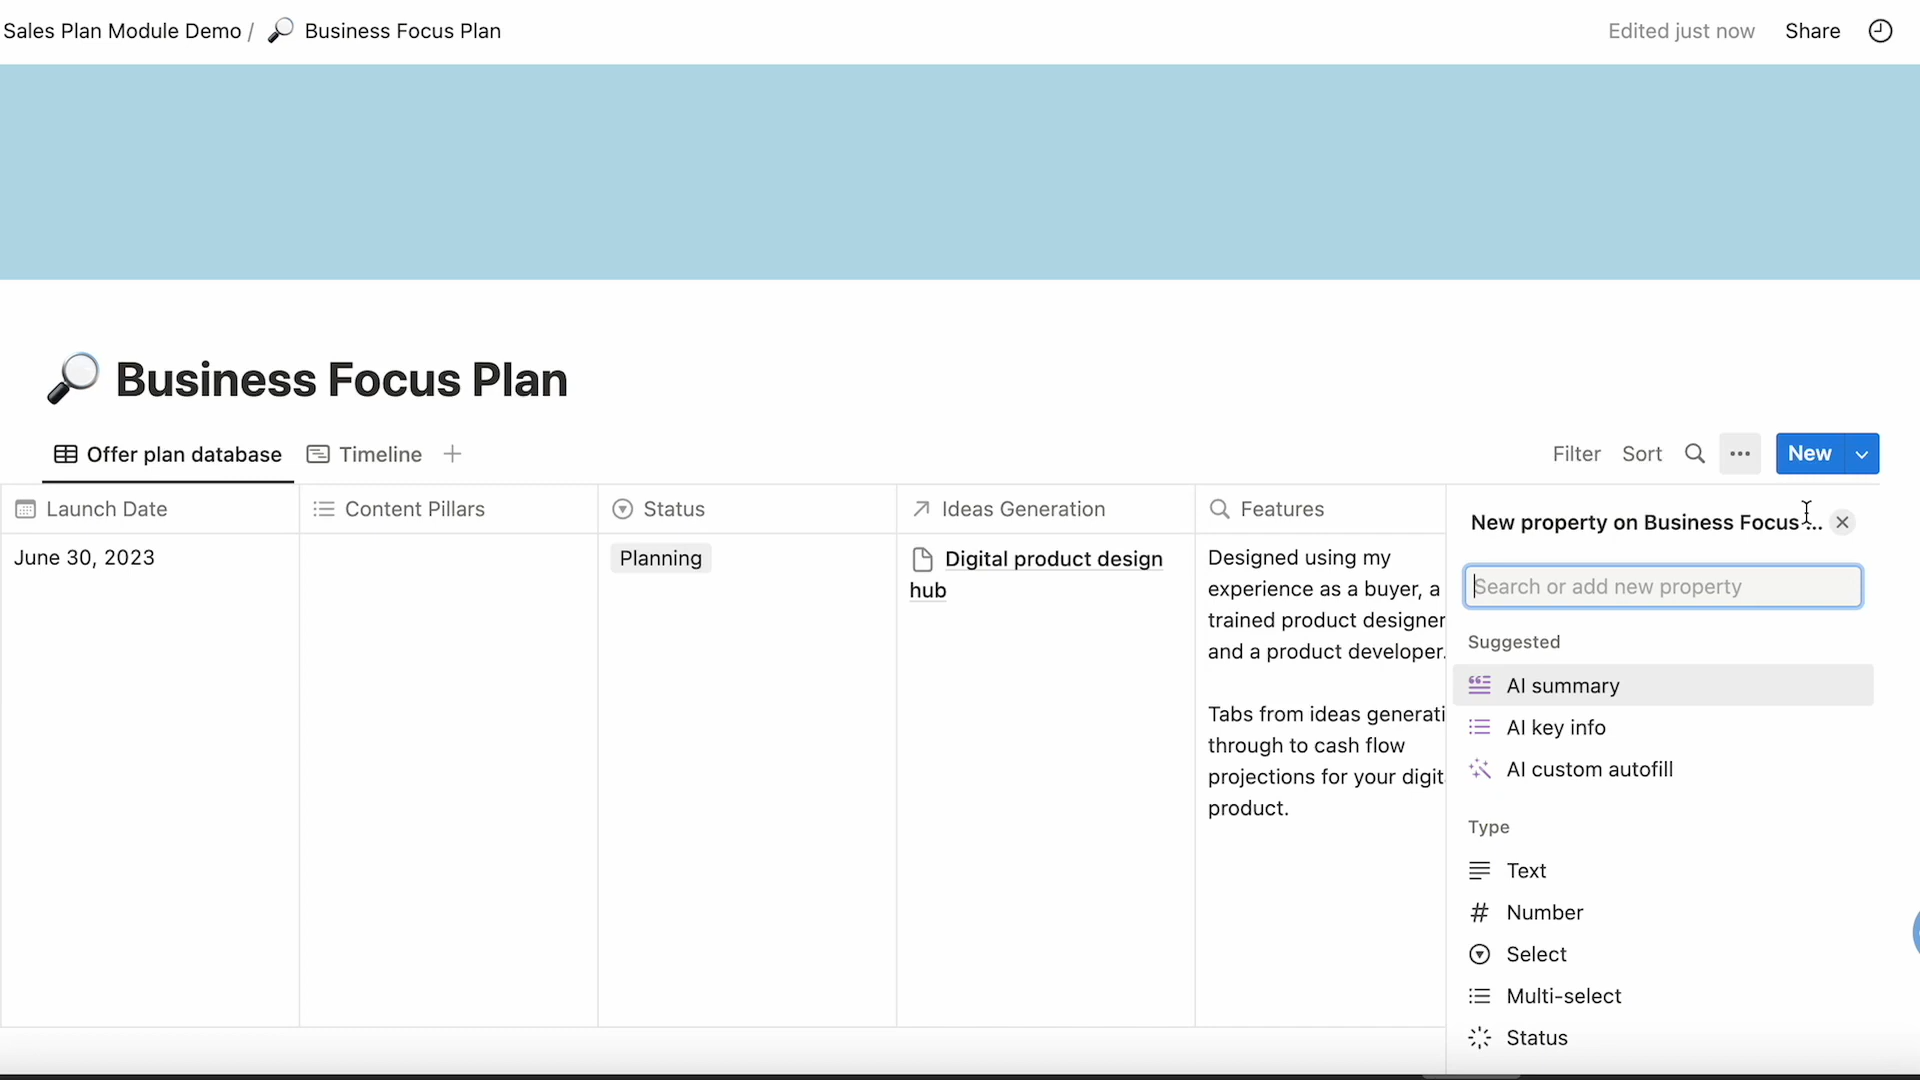 Sales Plan Module Demo / Business Focus Plan
Edited just now Share
Business Focus Plan
Offer plan database Timeline +
Filter Sort ••• New
Launch Date Content Pillars Status Ideas Generation Features
June 30, 2023
Planning
Digital product design
hub
Designed using my
experience as a buyer, a
trained product designer
and a product developer.
Tabs from ideas generati
through to cash flow
projections for your digit
product.
New property on Business Focus ...
Search or add new property
Suggested
AI summary
AI key info
AI custom autofill
Type
Text
Number
Select
Multi-select
Status